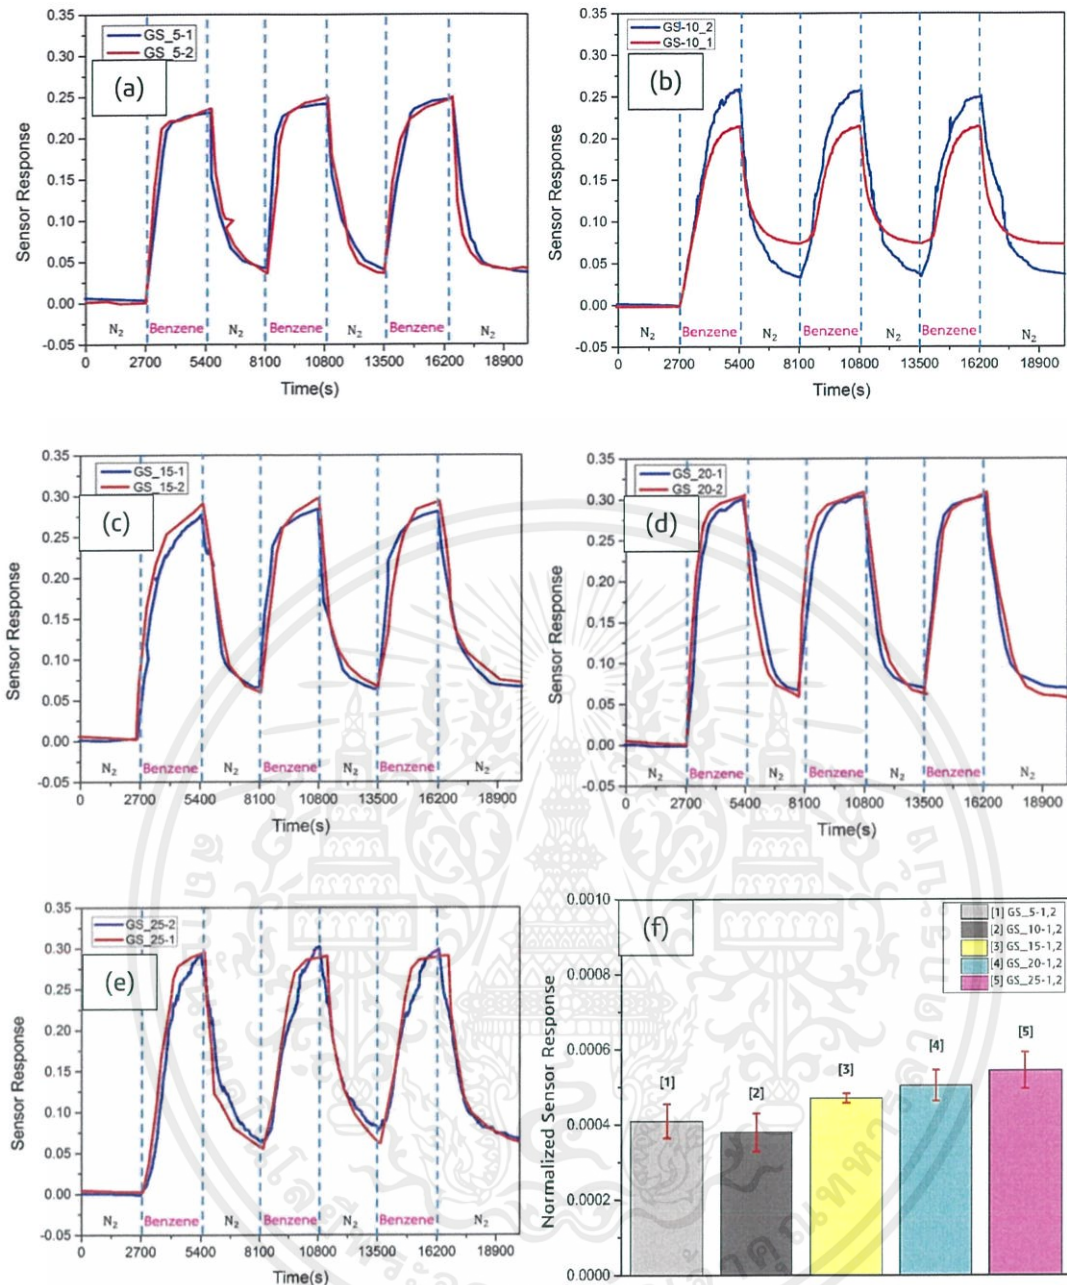 0.35
0.30
0.25
0.20
0.15
0.10
0.05
0.00
-0.05
Sensor Response
GS_5-1
GS_5-2
(a)
N2 Benzene N2 Benzene N2 Benzene N2
0 2700 5400 8100 10800 13500 16200 18900
Time(s)
0.35
0.30
0.25
0.20
0.15
0.10
0.05
0.00
-0.05
Sensor Response
GS-10_2
GS-10_1
(b)
N2 Benzene N2 Benzene N2 Benzene N2
0 2700 5400 8100 10800 13500 16200 18900
Time(s)
0.35
0.30
0.25
0.20
0.15
0.10
0.05
0.00
-0.05
Sensor Response
GS_15-1
GS_15-2
(c)
N2 Benzene N2 Benzene N2 Benzene N2
0 2700 5400 8100 10800 13500 16200 18900
Time(s)
0.35
0.30
0.25
0.20
0.15
0.10
0.05
0.00
-0.05
Sensor Response
GS_20-1
GS_20-2
(d)
N2 Benzene N2 Benzene N2 Benzene N2
0 2700 5400 8100 10800 13500 16200 18900
Time(s)
0.35
0.30
0.25
0.20
0.15
0.10
0.05
0.00
-0.05
Sensor Response
GS_25-2
GS_25-1
(e)
N2 Benzene N2 Benzene N2 Benzene N2
0 2700 5400 8100 10800 13500 16200 18900
Time(s)
0.0010
0.0008
0.0006
0.0004
0.0002
0.0000
Normalized Sensor Response
(f)
[1] GS_5-1,2
[2] GS_10-1,2
[3] GS_15-1,2
[4] GS_20-1,2
[5] GS_25-1,2
[1]
[2]
[3]
[4]
[5]